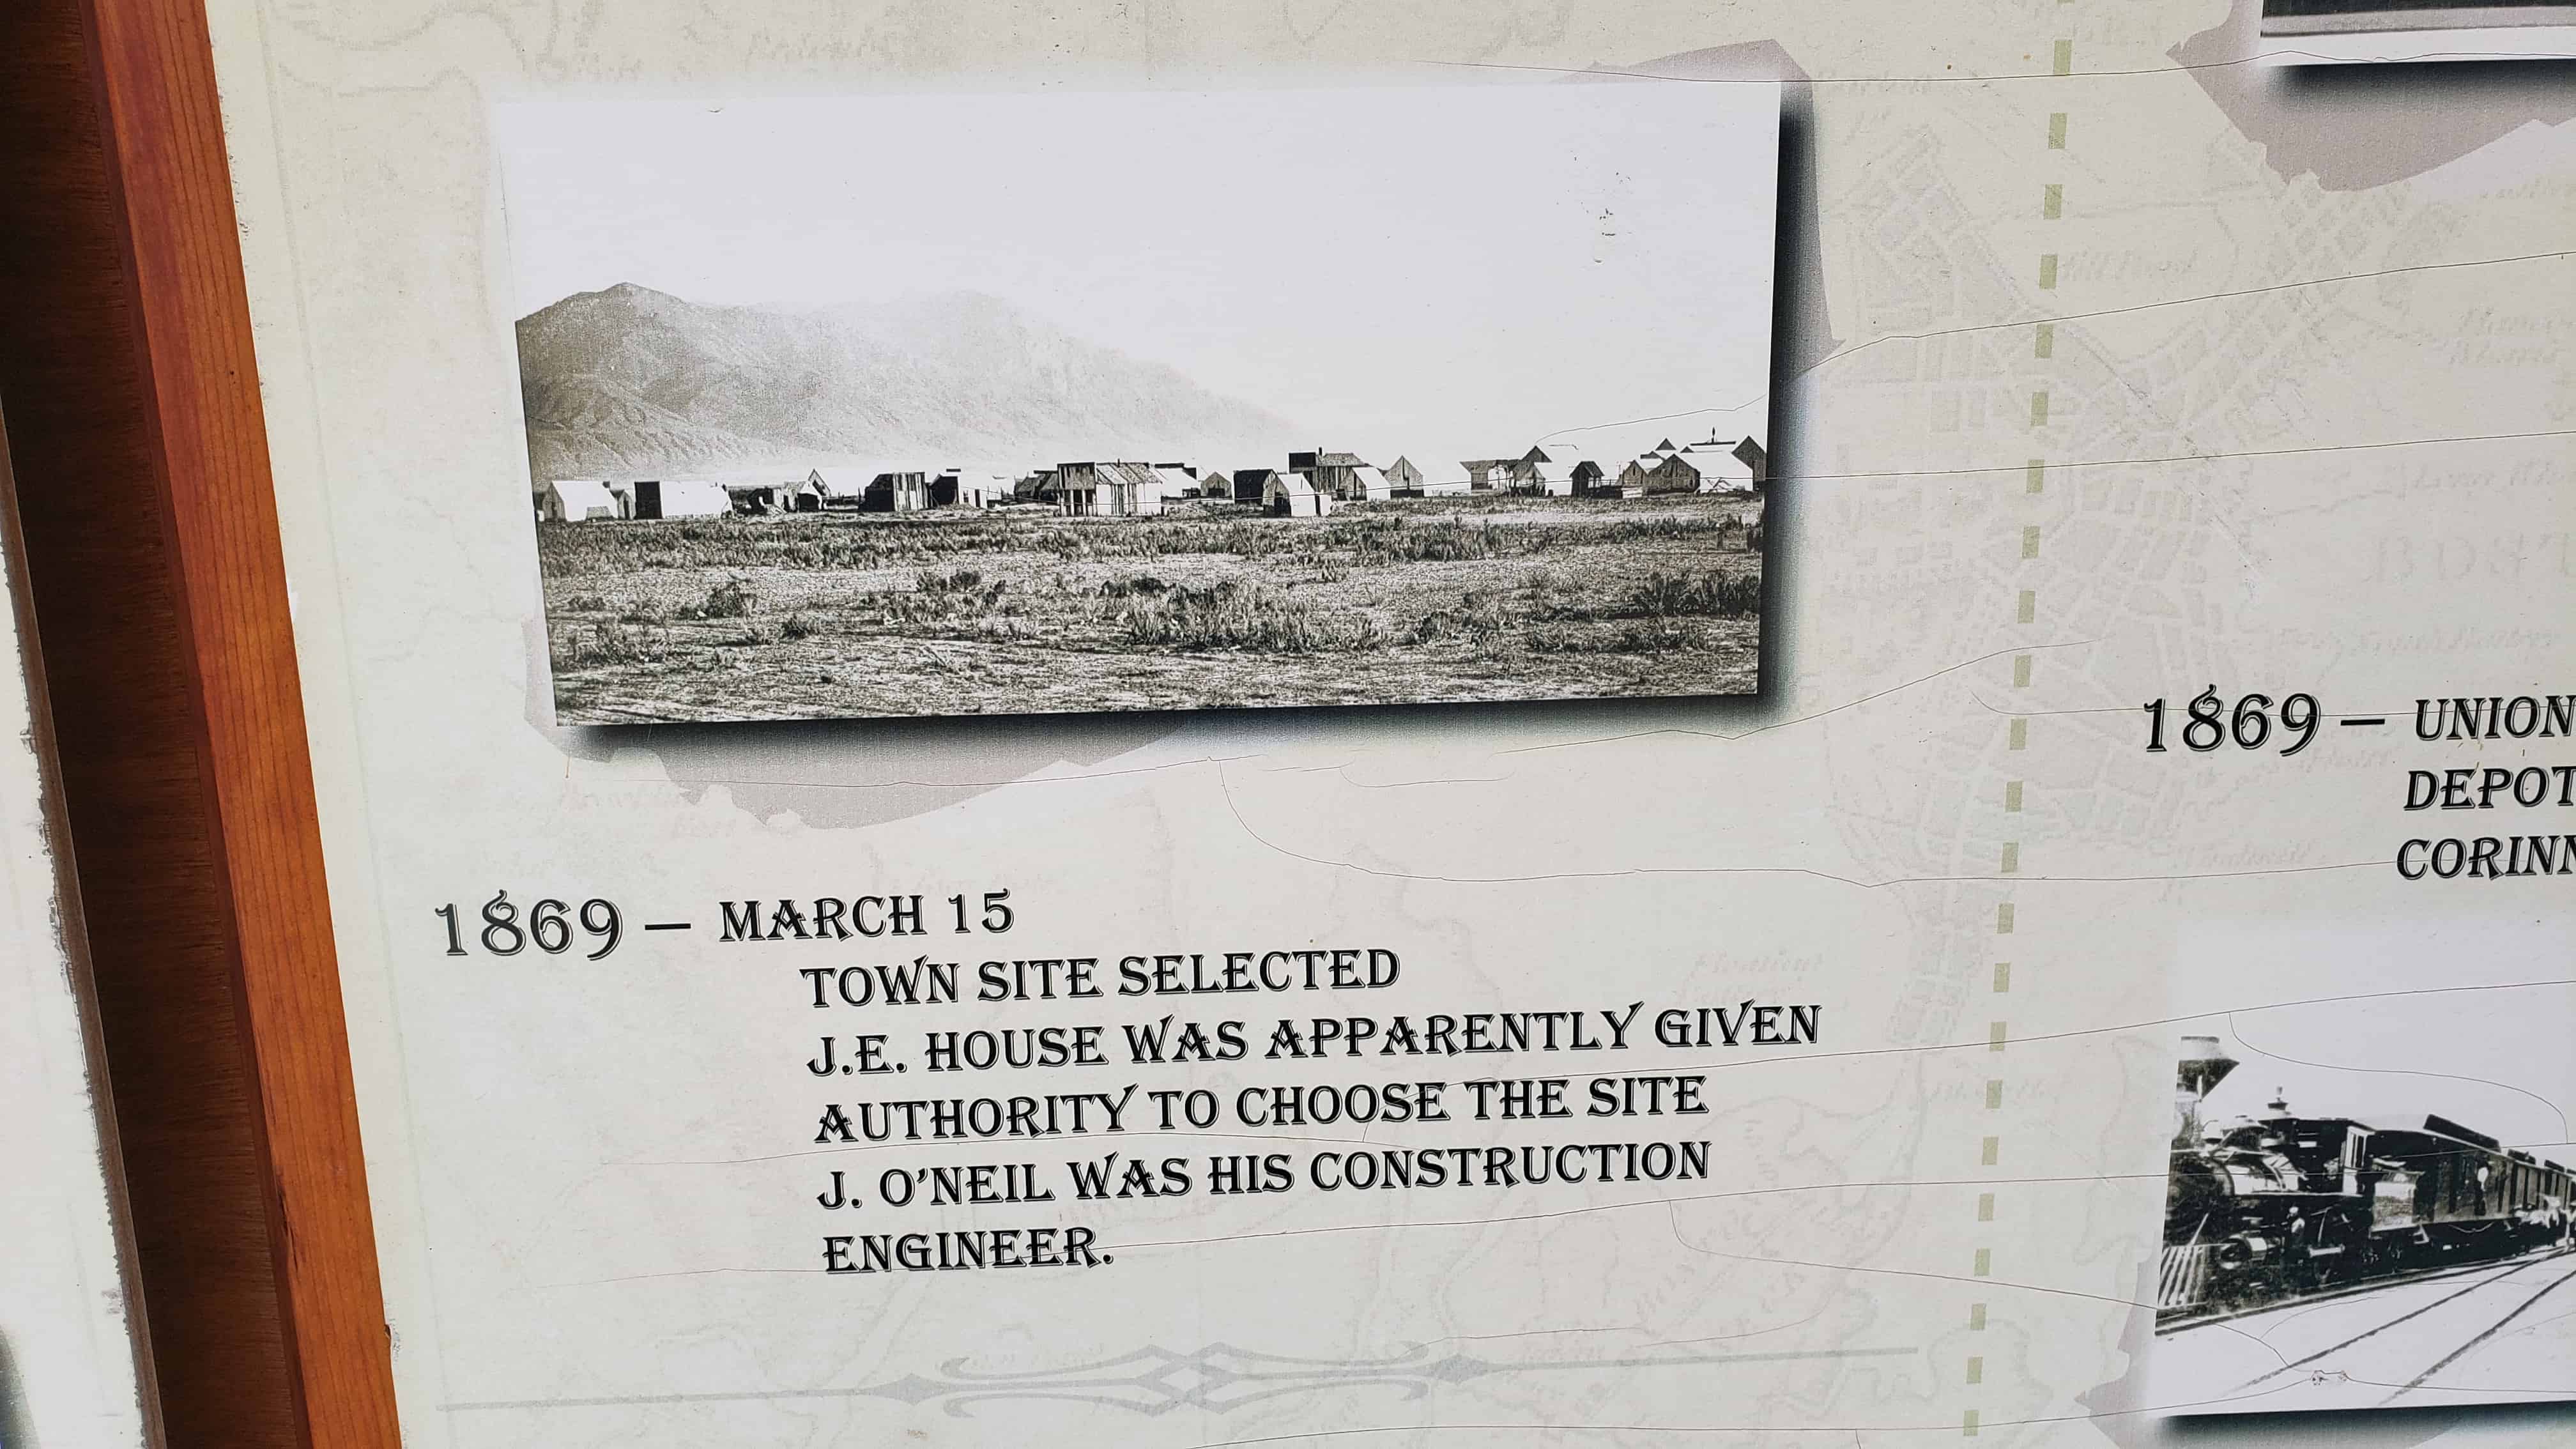 1869 – MARCH 15
TOWN SITE SELECTED
J.E. HOUSE WAS APPARENTLY GIVEN
AUTHORITY TO CHOOSE THE SITE
J. O'NEIL WAS HIS CONSTRUCTION
ENGINEER.
1869 – UNION
DEPOT